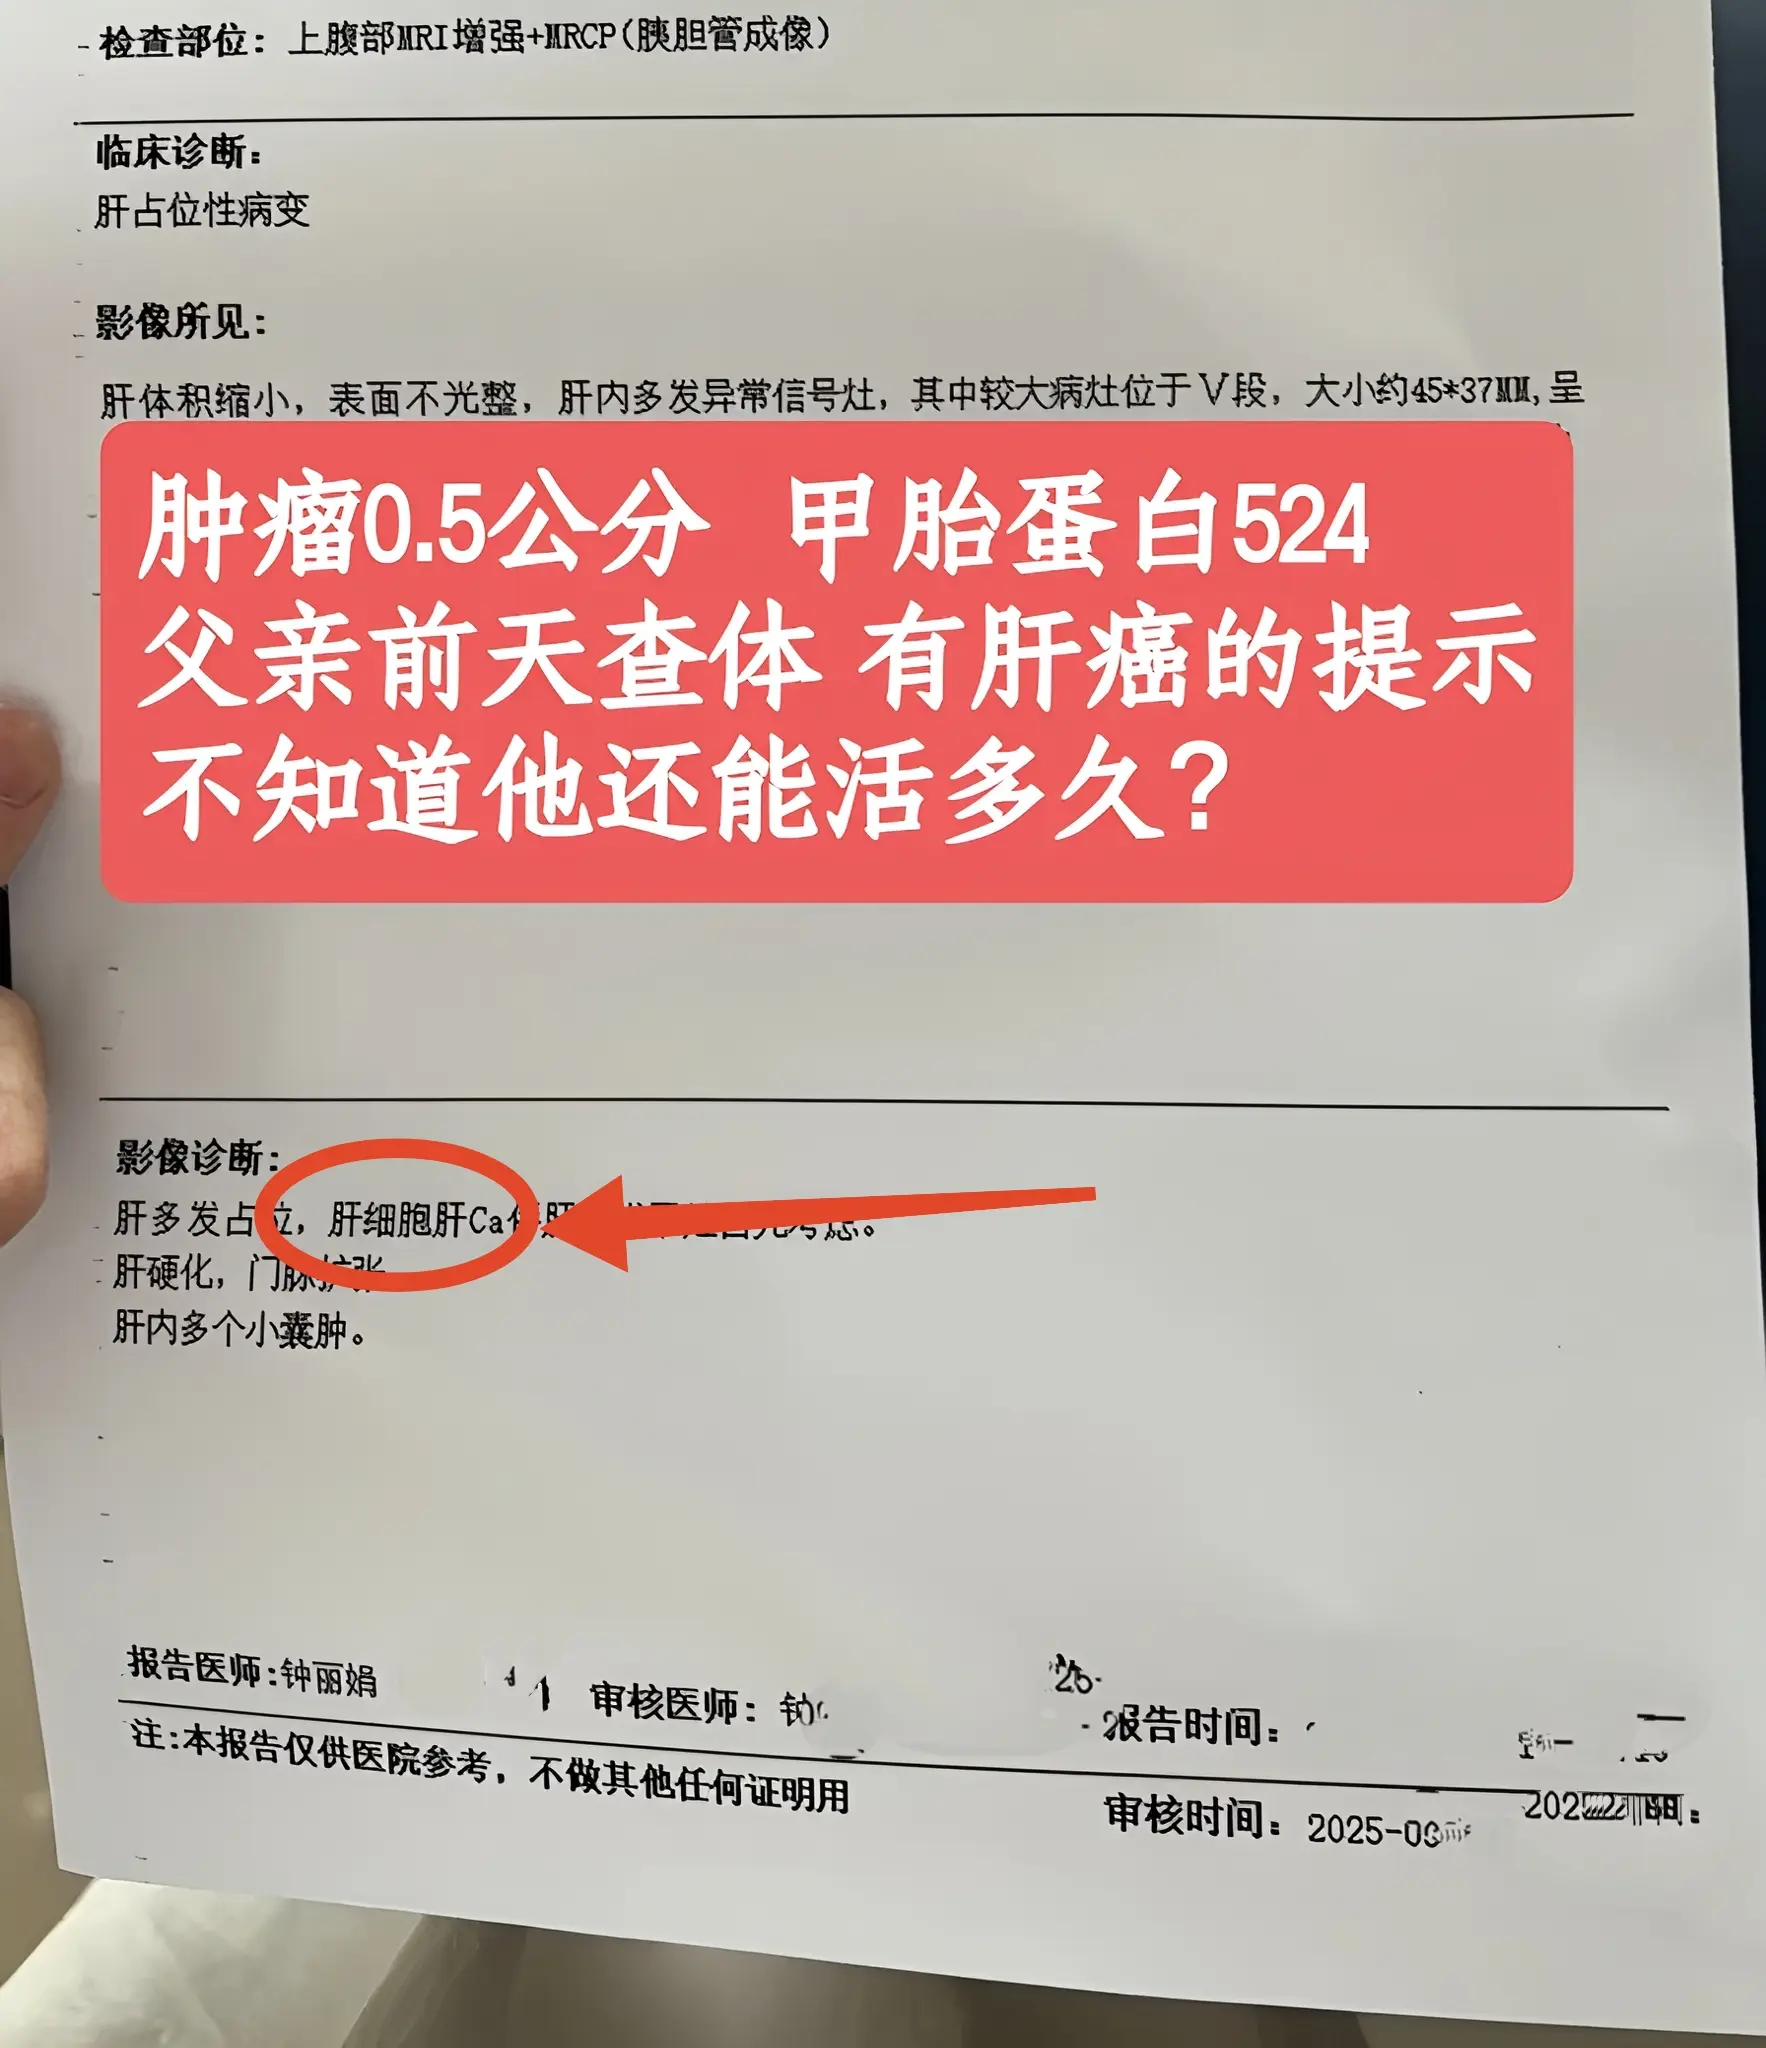 检查部位：上腹部MRI增强+MRCP(胰胆管成像)
临床诊断：
肝占位性病变
影像所见：
肝体积缩小，表面不光整，肝内多发异常信号灶，其中较大病灶位于Ⅴ段，大小约45*37MM,呈
肿瘤0.5公分 甲胎蛋白524
父亲前天查体 有肝癌的提示
不知道他还能活多久？
影像诊断：
肝多发占位，肝细胞肝Ca伴肝 考虑。
肝硬化，门脉扩张
肝内多个小囊肿。
报告医师:钟丽娟
审核医师：钟
报告时间：
注:本报告仅供医院参考，不做其他任何证明用
审核时间：2025-0